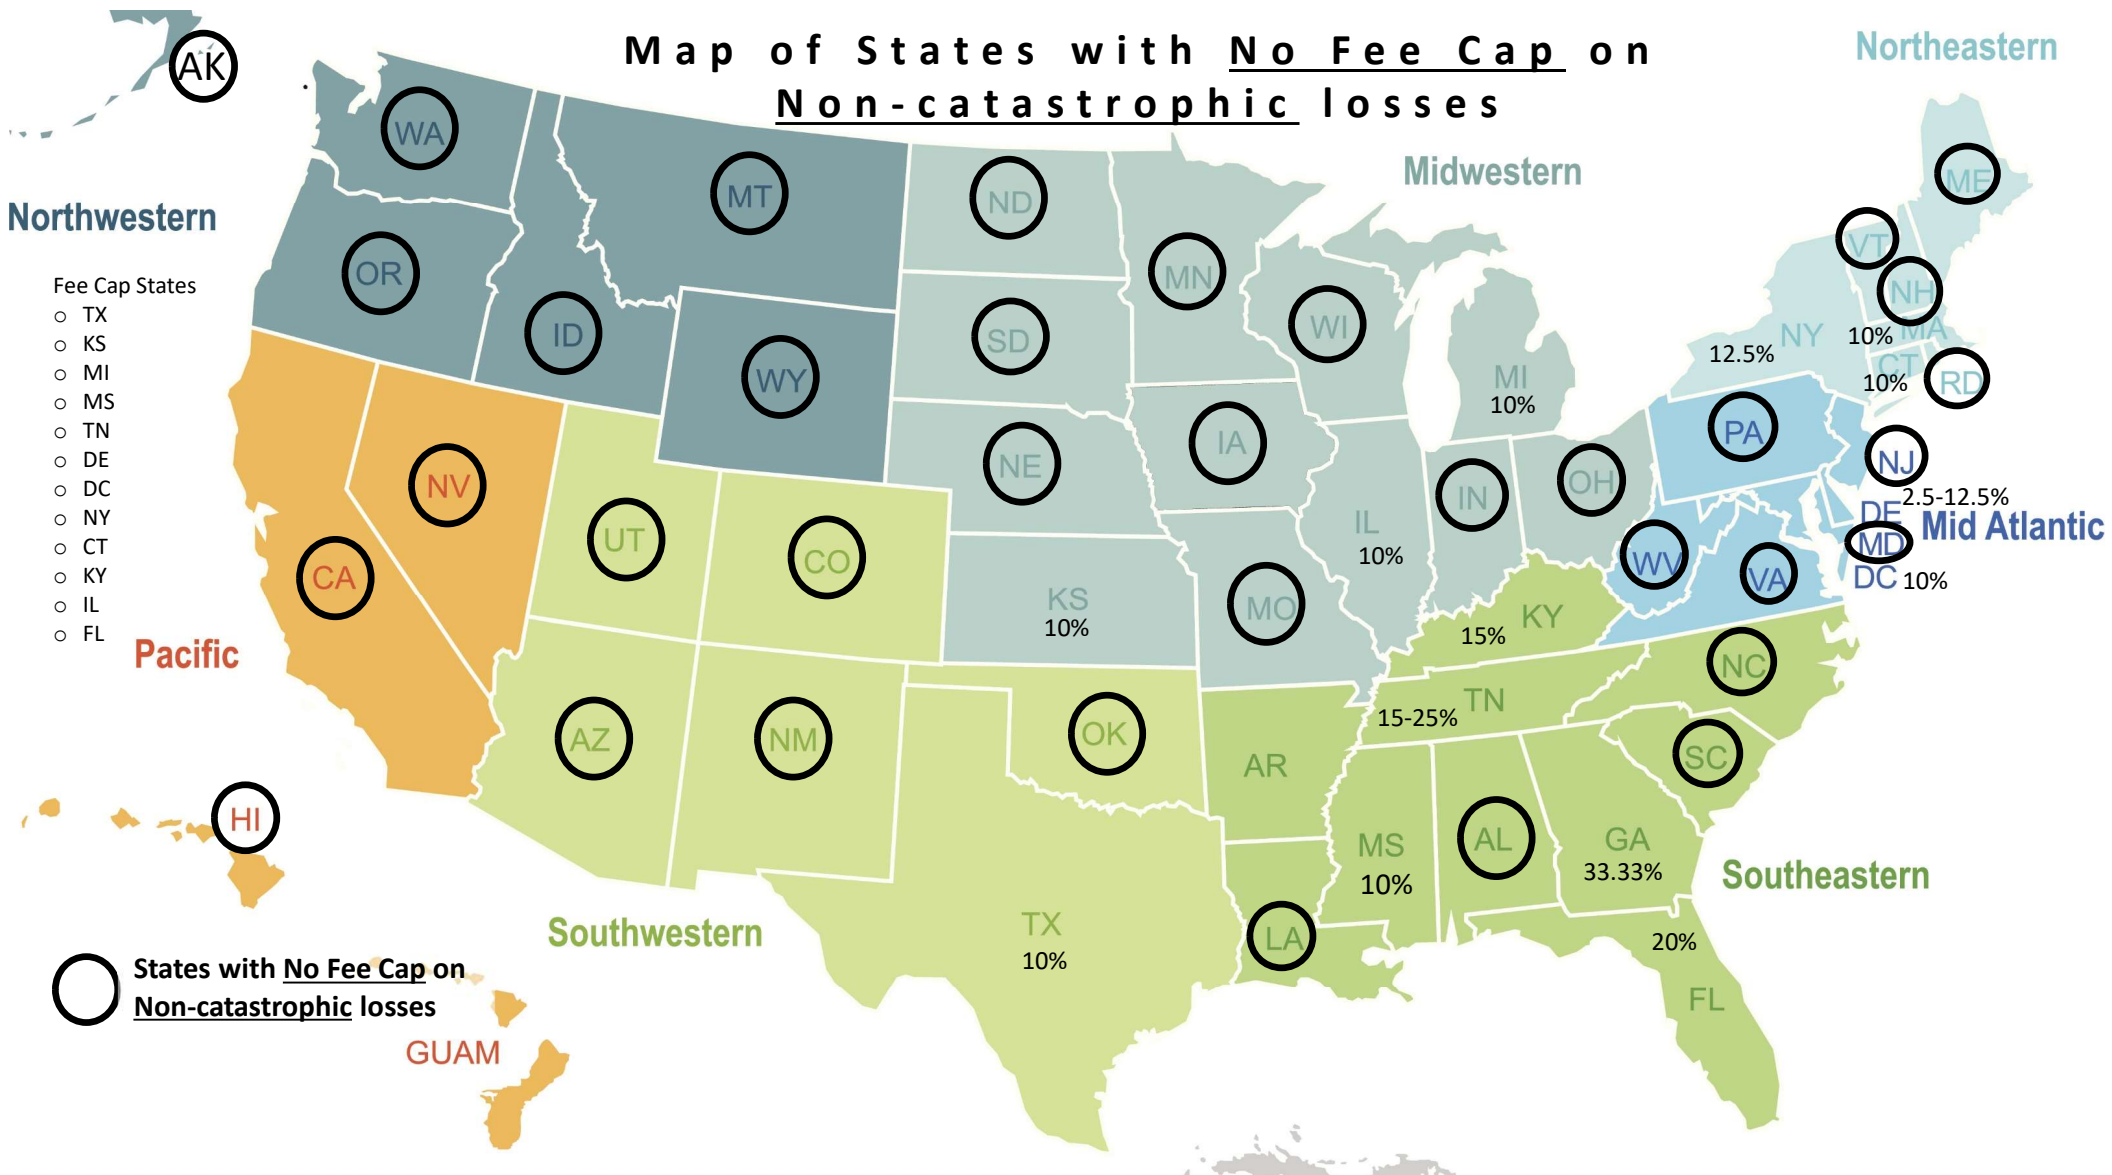 Map of States with No Fee Cap on
Non-catastrophic losses
Northeastern
AK
WA
MT
ND
Midwestern
ME
Northwestern
OR
ID
WY
SD
MN
WI
VT
NH
NY
12.5%
10% MA
CT
10%
RD
Fee Cap States
○ TX
○ KS
○ MI
○ MS
○ TN
○ DE
○ DC
○ NY
○ CT
○ KY
○ IL
○ FL
MI
10%
NV
UT
CO
NE
IA
IL
10%
IN
OH
PA
NJ
DE 2.5-12.5%
Mid Atlantic
MD
DC 10%
WV
VA
CA
KS
10%
MO
KY
15%
Pacific
AZ
NM
OK
AR
TN
15-25%
NC
SC
HI
MS
10%
AL
GA
33.33%
Southeastern
Southwestern
TX
10%
LA
20%
FL
States with No Fee Cap on
Non-catastrophic losses
GUAM